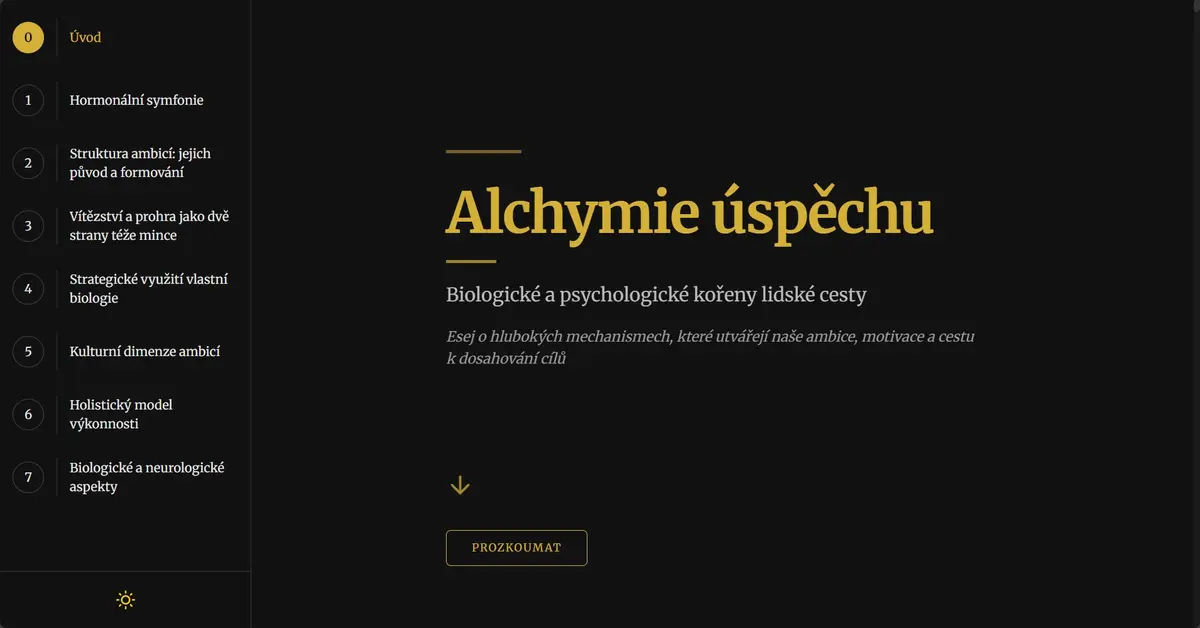 0
Úvod
1
Hormonální symfonie
2
Struktura ambicí: jejich
původ a formování
3
Vítězství a prohra jako dvě
strany téže mince
4
Strategické využití vlastní
biologie
5
Kulturní dimenze ambicí
6
Holistický model
výkonnosti
7
Biologické a neurologické
aspekty
Alchymie úspěchu
Biologické a psychologické kořeny lidské cesty
Esej o hlubokých mechanismech, které utvářejí naše ambice, motivace a cestu
k dosahování cílů
PROZKOUMAT